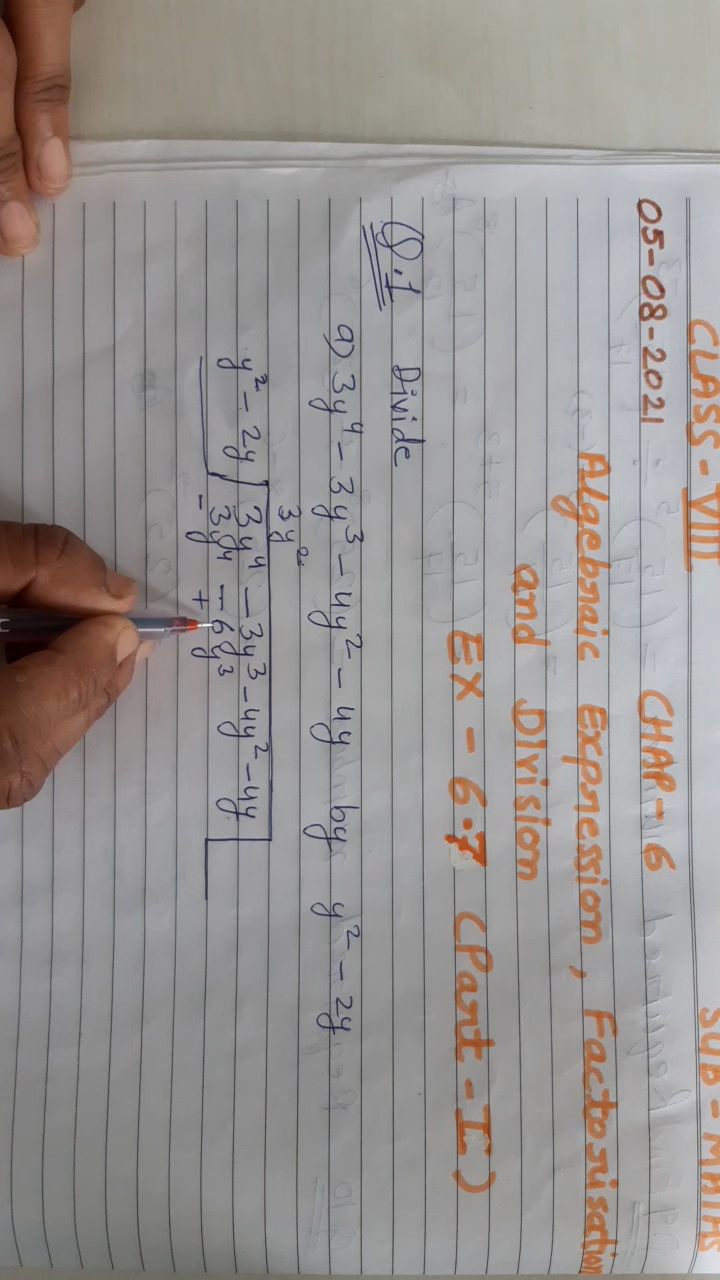 CLASS - VIII SUB - MATHS
05-08-2021 CHAP - 6
Algebraic Expression, Factorisation
and Division
EX - 6.7 (Part - I)
Q.1 Divide
a) 3y⁴ - 3y³ - 4y² - 4y by y² - 2y
3y²
y² - 2y 3y⁴ - 3y³ - 4y² - 4y
3y⁴ - 6y³
- +